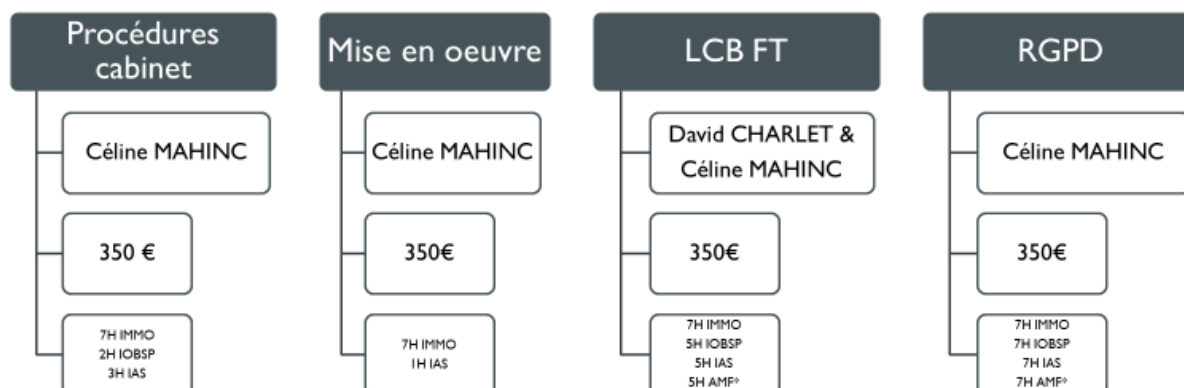 Procédures
cabinet
Céline MAHINC
350 €
7H IMMO
2H IOBSP
3H IAS
Mise en oeuvre
Céline MAHINC
350€
7H IMMO
1H IAS
LCB FT
David CHARLET &
Céline MAHINC
350€
7H IMMO
5H IOBSP
5H IAS
5H AMF*
RGPD
Céline MAHINC
350€
7H IMMO
7H IOBSP
7H IAS
7H AMF*